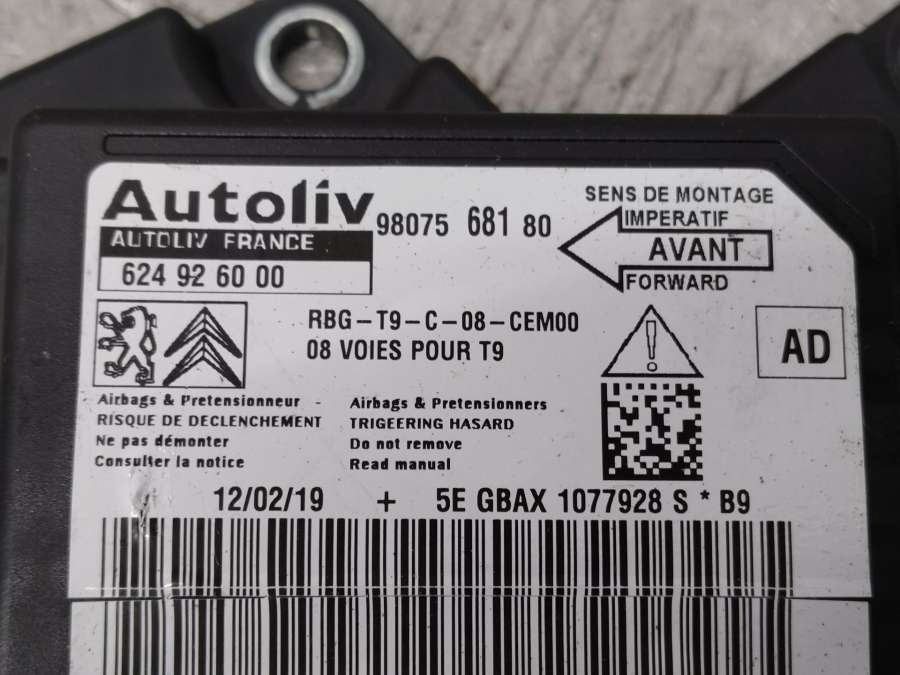 Autoliv
AUTOLIV FRANCE
624 92 60 00
98075 681 80
SENS DE MONTAGE
IMPERATIF
AVANT
FORWARD
RBG-T9-C-08-CEM00
08 VOIES POUR T9
AD
Airbags & Pretensionneur -
RISQUE DE DECLENCHEMENT
Ne pas démonter
Consulter la notice
Airbags & Pretensionners
TRIGEERING HASARD
Do not remove
Read manual
12/02/19 + 5E GBAX 1077928 S * B9